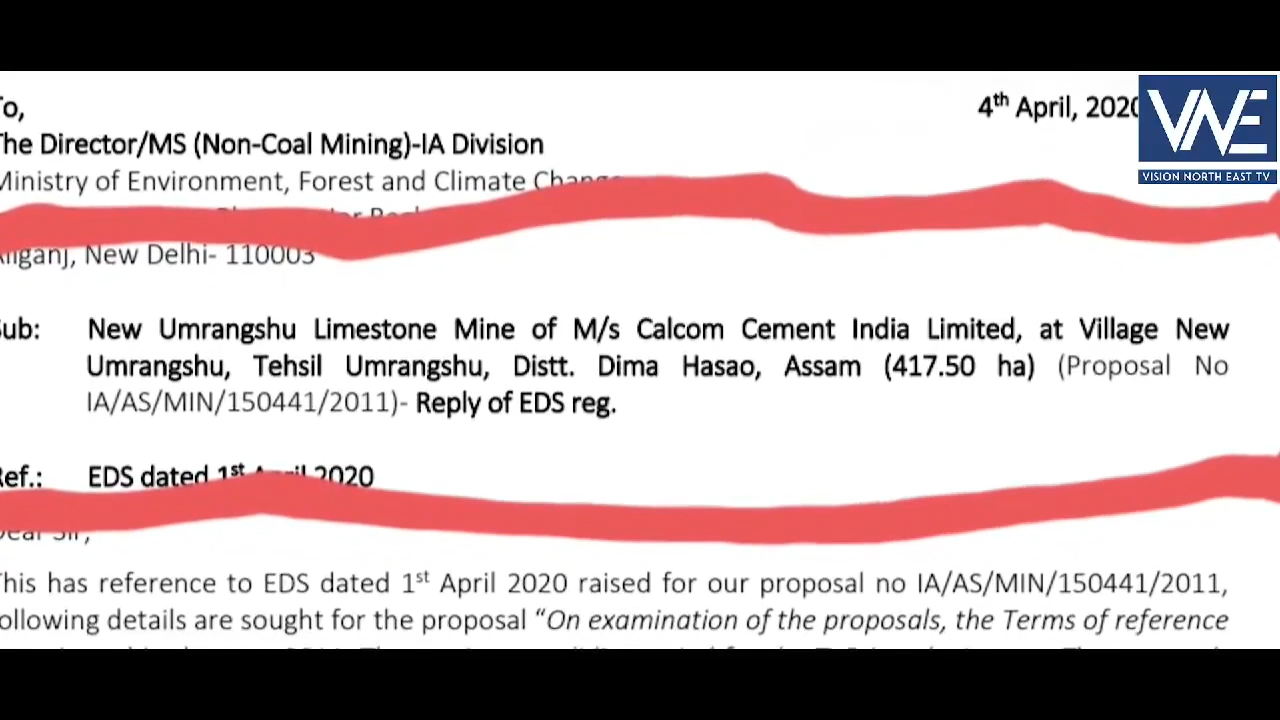 4th April, 2020
The Director/MS (Non-Coal Mining)-IA Division
Ministry of Environment, Forest and Climate Change
New Delhi- 110003
New Umrangshu Limestone Mine of M/s Calcom Cement India Limited, at Village New
Umrangshu, Tehsil Umrangshu, Distt. Dima Hasao, Assam (417.50 ha) (Proposal No
IA/AS/MIN/150441/2011)- Reply of EDS reg.
EDS dated 1st April 2020
This has reference to EDS dated 1st April 2020 raised for our proposal no IA/AS/MIN/150441/2011,
following details are sought for the proposal “On examination of the proposals, the Terms of reference
VNE
VISION NORTH EAST TV